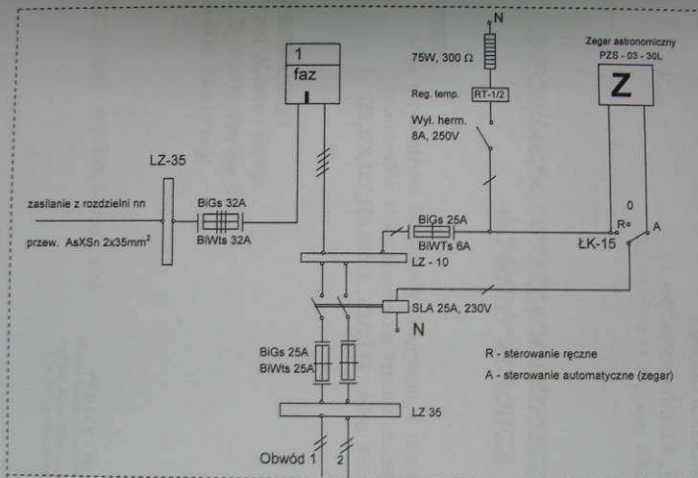 N
Zegar astronomiczny
PZS - 03 - 30L
1
faz
I
75W, 300 Ω
Z
Reg. temp.
RT-1/2
Wył. herm.
8A, 250V
LZ-35
zasilanie z rozdzielni nn
BiGs 32A
przew. AsXSn 2x35mm²
BiWts 32A
0
R
A
ŁK-15
BiGs 25A
BiWTs 6A
LZ - 10
SLA 25A, 230V
N
BiGs 25A
BiWts 25A
R - sterowanie ręczne
A - sterowanie automatyczne (zegar)
LZ 35
Obwód 1
2